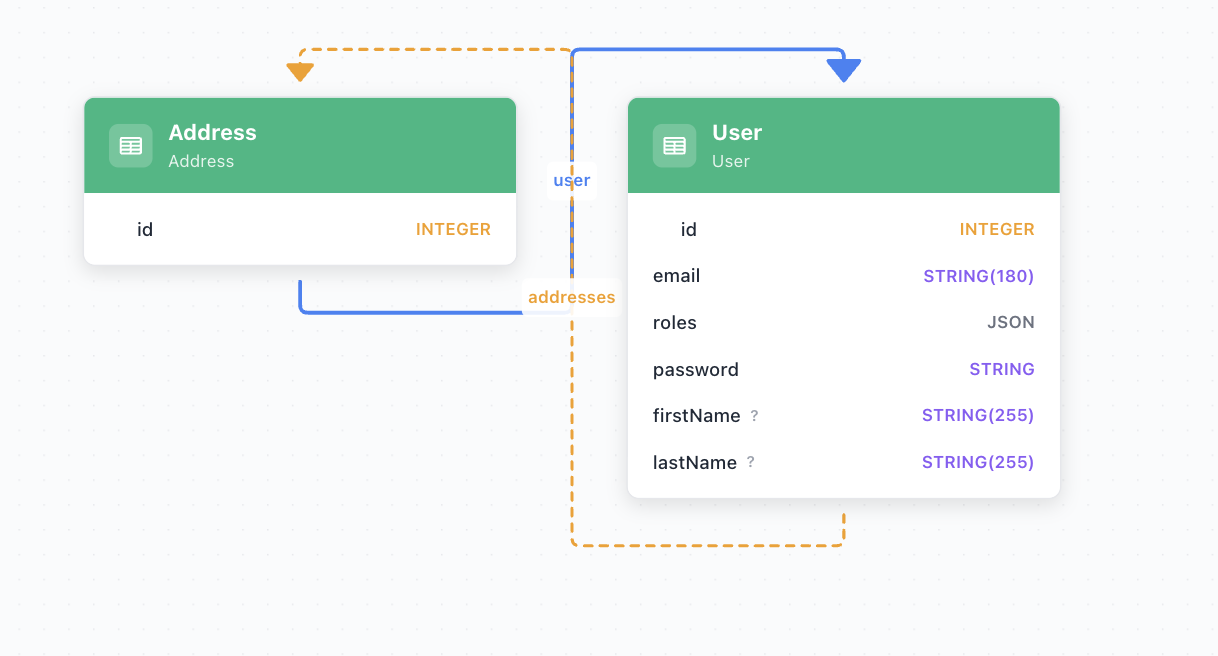 Address
Address
id INTEGER
user
addresses
User
User
id INTEGER
email STRING(180)
roles JSON
password STRING
firstName ? STRING(255)
lastName ? STRING(255)